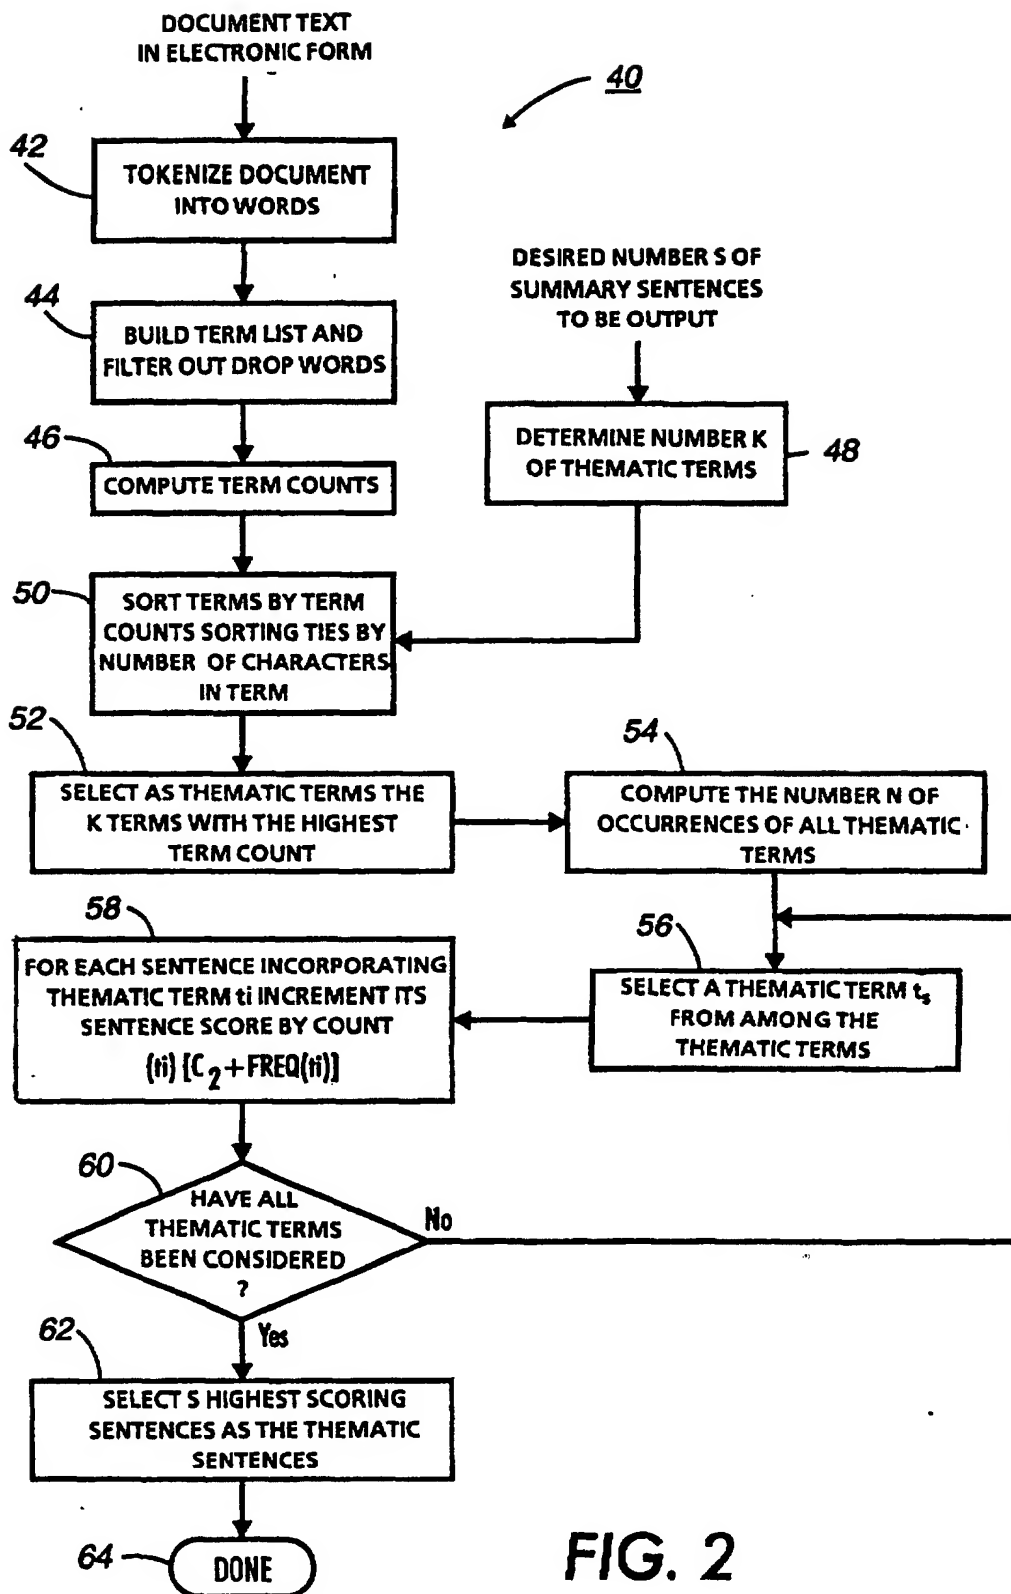 DOCUMENT TEXT
IN ELECTRONIC FORM
40
42
TOKENIZE DOCUMENT
INTO WORDS
DESIRED NUMBER S OF
SUMMARY SENTENCES
TO BE OUTPUT
44
BUILD TERM LIST AND
FILTER OUT DROP WORDS
46
COMPUTE TERM COUNTS
DETERMINE NUMBER K
OF THEMATIC TERMS
48
50
SORT TERMS BY TERM
COUNTS SORTING TIES BY
NUMBER OF CHARACTERS
IN TERM
52
SELECT AS THEMATIC TERMS THE
K TERMS WITH THE HIGHEST
TERM COUNT
54
COMPUTE THE NUMBER N OF
OCCURRENCES OF ALL THEMATIC
TERMS
56
SELECT A THEMATIC TERM ts
FROM AMONG THE
THEMATIC TERMS
58
FOR EACH SENTENCE INCORPORATING
THEMATIC TERM ti INCREMENT ITS
SENTENCE SCORE BY COUNT
(ti) [C2+FREQ(ti)]
60
HAVE ALL
THEMATIC TERMS
BEEN CONSIDERED
?
No
Yes
62
SELECT S HIGHEST SCORING
SENTENCES AS THE THEMATIC
SENTENCES
64
DONE
FIG. 2